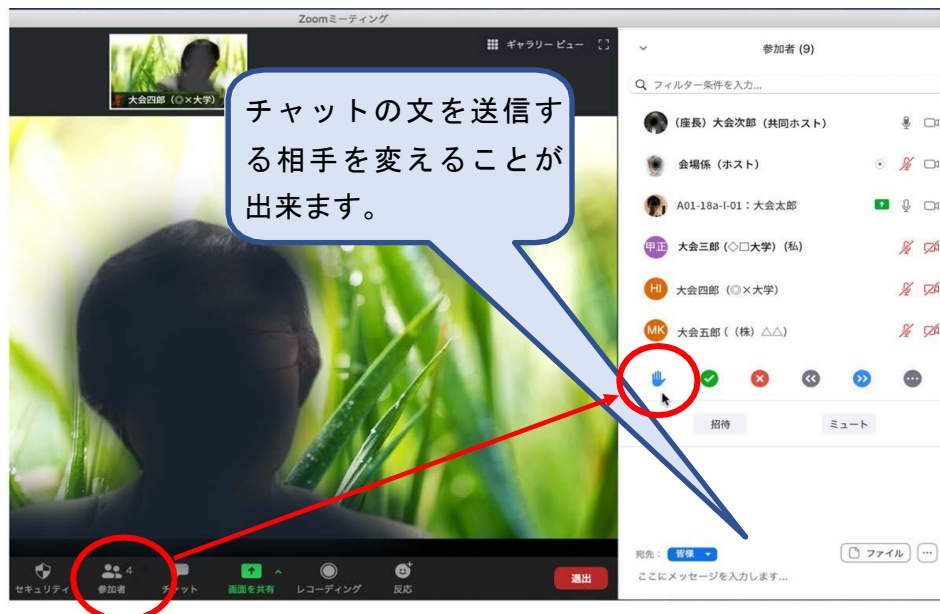 Zoomミーティング
ギャラリービュー
大会四郎（◎×大学）
チャットの文を送信す
る相手を変えることが
出来ます。
参加者 (9)
フィルター条件を入力...
（座長）大会次郎（共同ホスト）
会場係（ホスト）
A01-18a-I-01：大会太郎
甲正 大会三郎（◇□大学）（私）
HI 大会四郎（◎×大学）
MK 大会五郎（（株）△△）
招待 ミュート
宛先： 皆様 ファイル
ここにメッセージを入力します...
セキュリティ 参加者 4 チャット 画面を共有 レコーディング 反応 退出